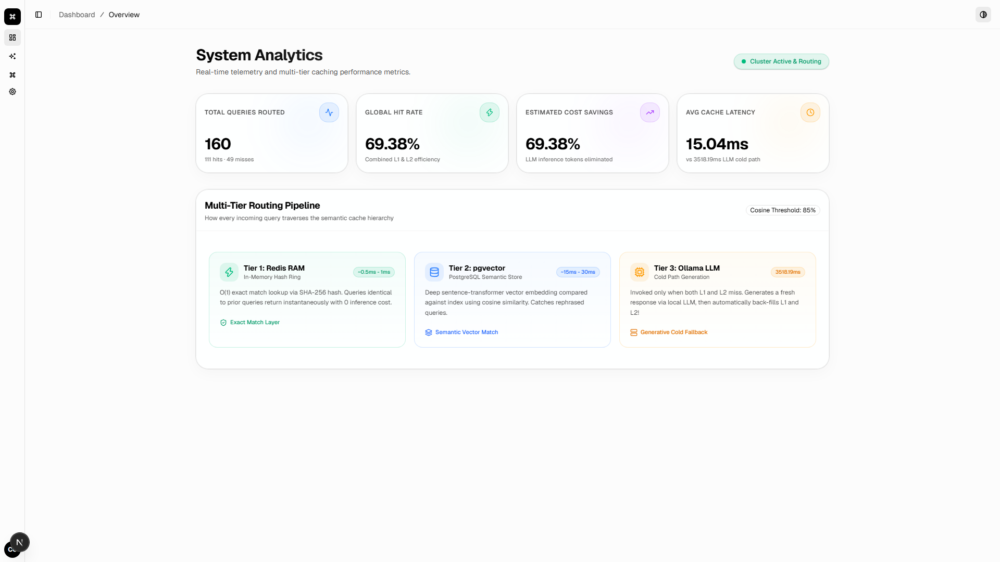 Dashboard / Overview
System Analytics
Real-time telemetry and multi-tier caching performance metrics.
Cluster Active & Routing
TOTAL QUERIES ROUTED
160
111 hits · 49 misses
GLOBAL HIT RATE
69.38%
Combined L1 & L2 efficiency
ESTIMATED COST SAVINGS
69.38%
LLM inference tokens eliminated
AVG CACHE LATENCY
15.04ms
vs 3518.19ms LLM cold path
Multi-Tier Routing Pipeline
How every incoming query traverses the semantic cache hierarchy
Cosine Threshold: 85%
Tier 1: Redis RAM
In-Memory Hash Ring
~0.5ms - 1ms
O(1) exact match lookup via SHA-256 hash. Queries identical
to prior queries return instantaneously with 0 inference cost.
Exact Match Layer
Tier 2: pgvector
PostgreSQL Semantic Store
~15ms - 30ms
Deep sentence-transformer vector embedding compared
against index using cosine similarity. Catches rephrased
queries.
Semantic Vector Match
Tier 3: Ollama LLM
Cold Path Generation
3518.19ms
Invoked only when both L1 and L2 miss. Generates a fresh
response via local LLM, then automatically back-fills L1 and
L2!
Generative Cold Fallback
N